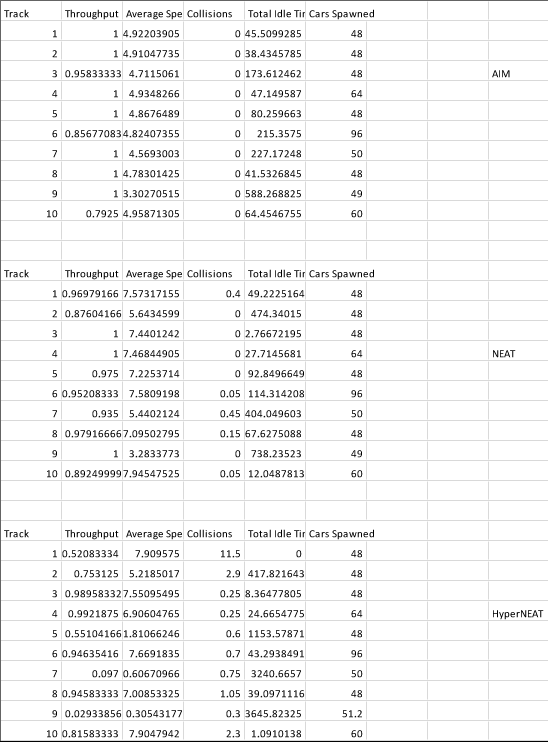 Track Throughput Average Spe Collisions Total Idle Tir Cars Spawned
1 1 4.92203905 0 45.5099285 48
2 1 4.91047735 0 38.4345785 48
3 0.95833333 4.7115061 0 173.612462 48 AIM
4 1 4.9348266 0 47.149587 64
5 1 4.8676489 0 80.259663 48
6 0.85677083 4.82407355 0 215.3575 96
7 1 4.5693003 0 227.17248 50
8 1 4.78301425 0 41.5326845 48
9 1 3.30270515 0 588.268825 49
10 0.7925 4.95871305 0 64.4546755 60
Track Throughput Average Spe Collisions Total Idle Tir Cars Spawned
1 0.96979166 7.57317155 0.4 49.2225164 48
2 0.87604166 5.6434599 0 474.34015 48
3 1 7.4401242 0 2.76672195 48
4 1 7.46844905 0 27.7145681 64 NEAT
5 0.975 7.2253714 0 92.8496649 48
6 0.95208333 7.5809198 0.05 114.314208 96
7 0.935 5.4402124 0.45 404.049603 50
8 0.97916666 7.09502795 0.15 67.6275088 48
9 1 3.2833773 0 738.23523 49
10 0.89249999 7.94547525 0.05 12.0487813 60
Track Throughput Average Spe Collisions Total Idle Tir Cars Spawned
1 0.52083334 7.909575 11.5 0 48
2 0.753125 5.2185017 2.9 417.821643 48
3 0.98958332 7.55095495 0.25 8.36477805 48
4 0.9921875 6.90604765 0.25 24.6654775 64 HyperNEAT
5 0.55104166 1.81066246 0.6 1153.57871 48
6 0.94635416 7.6691835 0.7 43.2938491 96
7 0.097 0.60670966 0.75 3240.6657 50
8 0.94583333 7.00853325 1.05 39.0971116 48
9 0.02933856 0.30543177 0.3 3645.82325 51.2
10 0.81583333 7.9047942 2.3 1.0910138 60